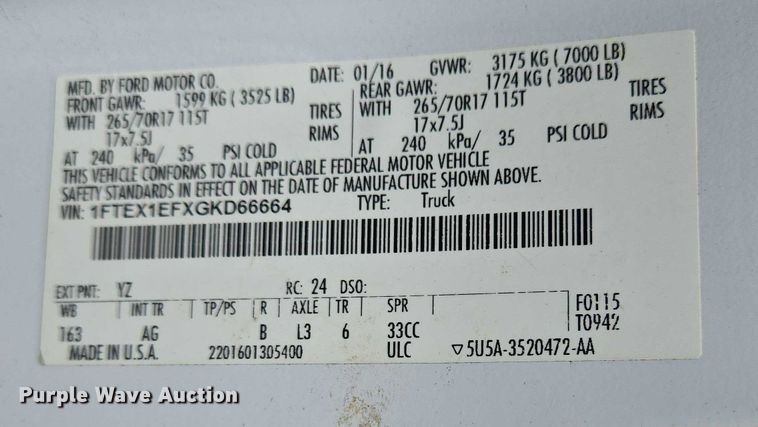 MFD. BY FORD MOTOR CO. DATE: 01/16 GVWR: 3175 KG ( 7000 LB)
FRONT GAWR: 1599 KG ( 3525 LB) REAR GAWR: 1724 KG ( 3800 LB)
WITH 265/70R17 115T TIRES WITH 265/70R17 115T TIRES
17x7.5J RIMS 17x7.5J RIMS
AT 240 kPa/ 35 PSI COLD AT 240 kPa/ 35 PSI COLD
THIS VEHICLE CONFORMS TO ALL APPLICABLE FEDERAL MOTOR VEHICLE
SAFETY STANDARDS IN EFFECT ON THE DATE OF MANUFACTURE SHOWN ABOVE.
VIN: 1FTEX1EFXGKD66664 TYPE: Truck
EXT PNT: YZ RC: 24 DSO:
WB INT TR TP/PS R AXLE TR SPR F0115
163 AG B L3 6 33CC T0942
MADE IN U.S.A. 2201601305400 ULC ▽5U5A-3520472-AA
Purple Wave Auction